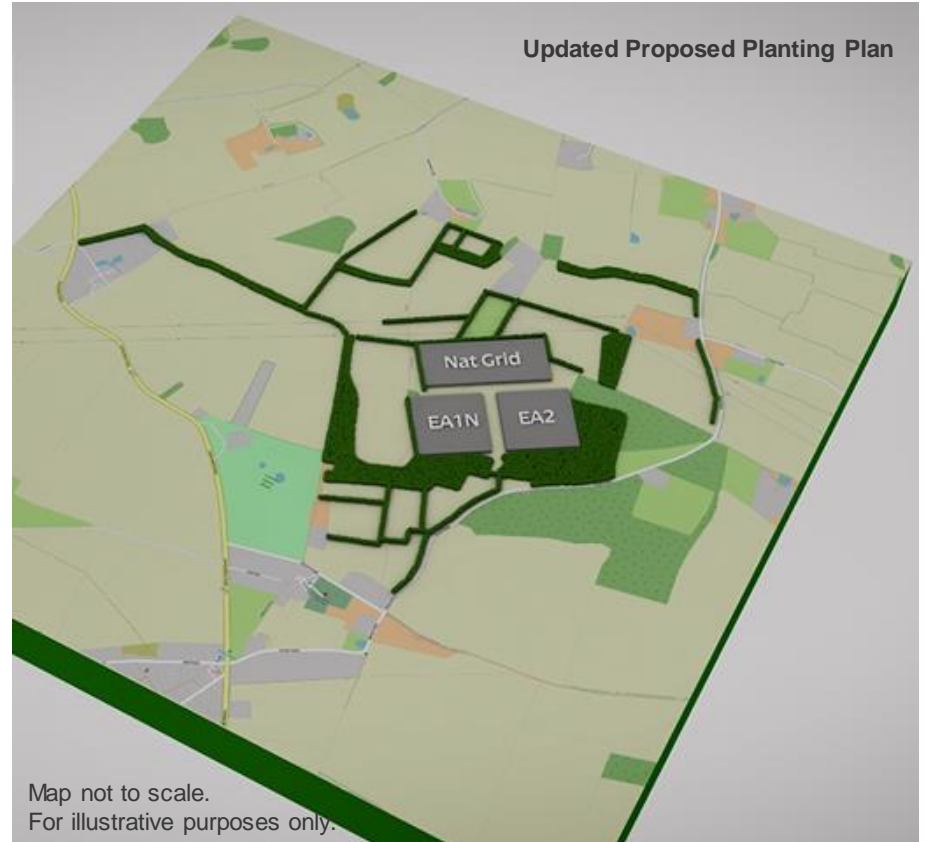 Updated Proposed Planting Plan
Nat Grid
EA1N
EA2
Map not to scale.
For illustrative purposes only.